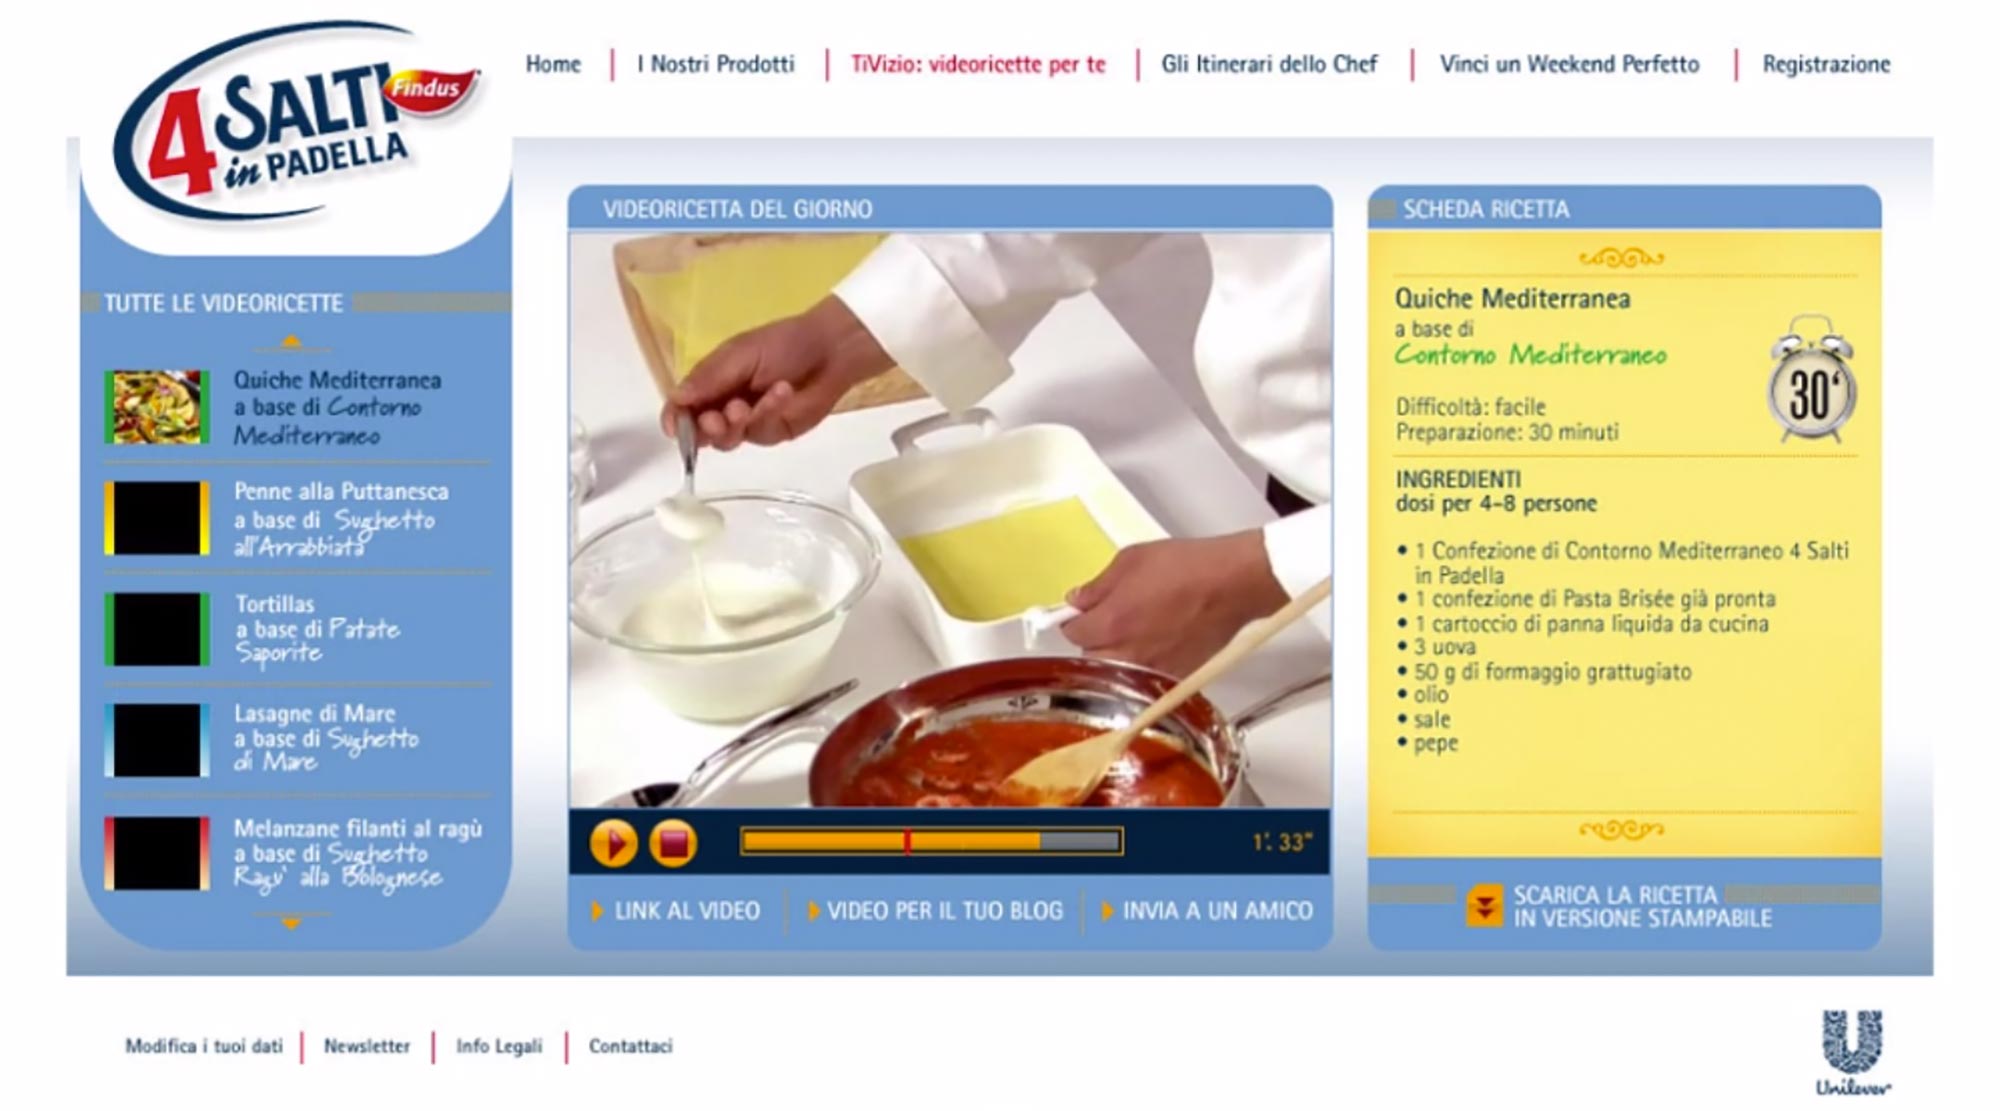 4 SALTI
in PADELLA
Findus
Home
I Nostri Prodotti
TiVizio: videoricette per te
Gli Itinerari dello Chef
Vinci un Weekend Perfetto
Registrazione
TUTTE LE VIDEORICETTE
Quiche Mediterranea
a base di Contorno
Mediterraneo
Penne alla Puttanesca
a base di Sughetto
all'Arrabbiata
Tortillas
a base di Patate
Saporite
Lasagne di Mare
a base di Sughetto
di Mare
Melanzane filanti al ragù
a base di Sughetto
Ragu' alla Bolognese
VIDEORICETTA DEL GIORNO
1'. 33"
LINK AL VIDEO
VIDEO PER IL TUO BLOG
INVIA A UN AMICO
SCHEDA RICETTA
Quiche Mediterranea
a base di
Contorno Mediterraneo
30'
Difficoltà: facile
Preparazione: 30 minuti
INGREDIENTI
dosi per 4-8 persone
• 1 Confezione di Contorno Mediterraneo 4 Salti
in Padella
• 1 confezione di Pasta Brisée già pronta
• 1 cartoccio di panna liquida da cucina
• 3 uova
• 50 g di formaggio grattugiato
• olio
• sale
• pepe
SCARICA LA RICETTA
IN VERSIONE STAMPABILE
Modifica i tuoi dati
Newsletter
Info Legali
Contattaci
Unilever